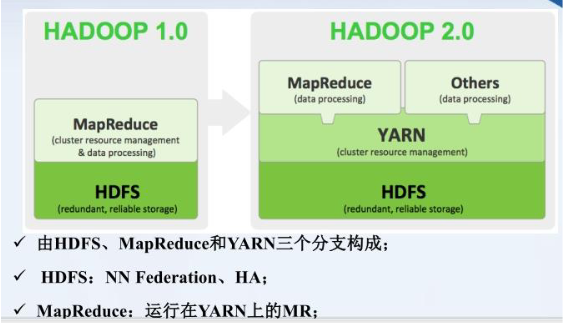 HADOOP 1.0
HADOOP 2.0
MapReduce
(cluster resource management
& data processing)
HDFS
(redundant, reliable storage)
MapReduce
(data processing)
Others
(data processing)
YARN
(cluster resource management)
HDFS
(redundant, reliable storage)
✓ 由HDFS、MapReduce和YARN三个分支构成；
✓ HDFS：NN Federation、HA；
✓ MapReduce：运行在YARN上的MR；